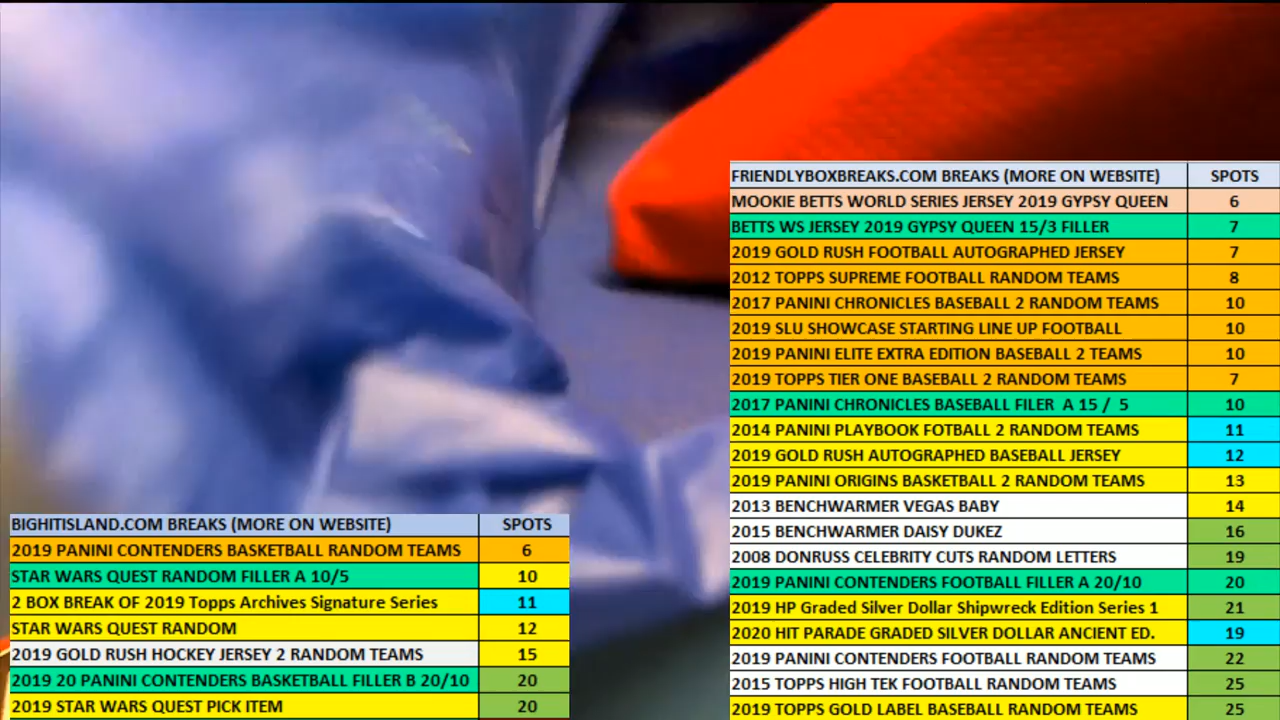 FRIENDLYBOXBREAKS.COM BREAKS (MORE ON WEBSITE) SPOTS
MOOKIE BETTS WORLD SERIES JERSEY 2019 GYPSY QUEEN 6
BETTS WS JERSEY 2019 GYPSY QUEEN 15/3 FILLER 7
2019 GOLD RUSH FOOTBALL AUTOGRAPHED JERSEY 7
2012 TOPPS SUPREME FOOTBALL RANDOM TEAMS 8
2017 PANINI CHRONICLES BASEBALL 2 RANDOM TEAMS 10
2019 SLU SHOWCASE STARTING LINE UP FOOTBALL 10
2019 PANINI ELITE EXTRA EDITION BASEBALL 2 TEAMS 10
2019 TOPPS TIER ONE BASEBALL 2 RANDOM TEAMS 7
2017 PANINI CHRONICLES BASEBALL FILER A 15 / 5 10
2014 PANINI PLAYBOOK FOTBALL 2 RANDOM TEAMS 11
2019 GOLD RUSH AUTOGRAPHED BASEBALL JERSEY 12
2019 PANINI ORIGINS BASKETBALL 2 RANDOM TEAMS 13
2013 BENCHWARMER VEGAS BABY 14
2015 BENCHWARMER DAISY DUKEZ 16
2008 DONRUSS CELEBRITY CUTS RANDOM LETTERS 19
2019 PANINI CONTENDERS FOOTBALL FILLER A 20/10 20
2019 HP Graded Silver Dollar Shipwreck Edition Series 1 21
2020 HIT PARADE GRADED SILVER DOLLAR ANCIENT ED. 19
2019 PANINI CONTENDERS FOOTBALL RANDOM TEAMS 22
2015 TOPPS HIGH TEK FOOTBALL RANDOM TEAMS 25
2019 TOPPS GOLD LABEL BASEBALL RANDOM TEAMS 25
BIGHITISLAND.COM BREAKS (MORE ON WEBSITE) SPOTS
2019 PANINI CONTENDERS BASKETBALL RANDOM TEAMS 6
STAR WARS QUEST RANDOM FILLER A 10/5 10
2 BOX BREAK OF 2019 Topps Archives Signature Series 11
STAR WARS QUEST RANDOM 12
2019 GOLD RUSH HOCKEY JERSEY 2 RANDOM TEAMS 15
2019 20 PANINI CONTENDERS BASKETBALL FILLER B 20/10 20
2019 STAR WARS QUEST PICK ITEM 20